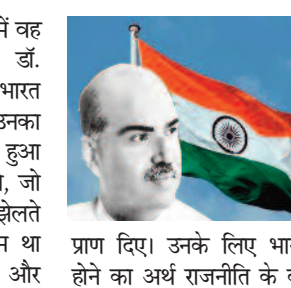 में वह
डॉ.
भारत
उनका
हुआ
जो
झेलते
था
और
प्राण दिए। उनके लिए
होने का अर्थ राजनीति के